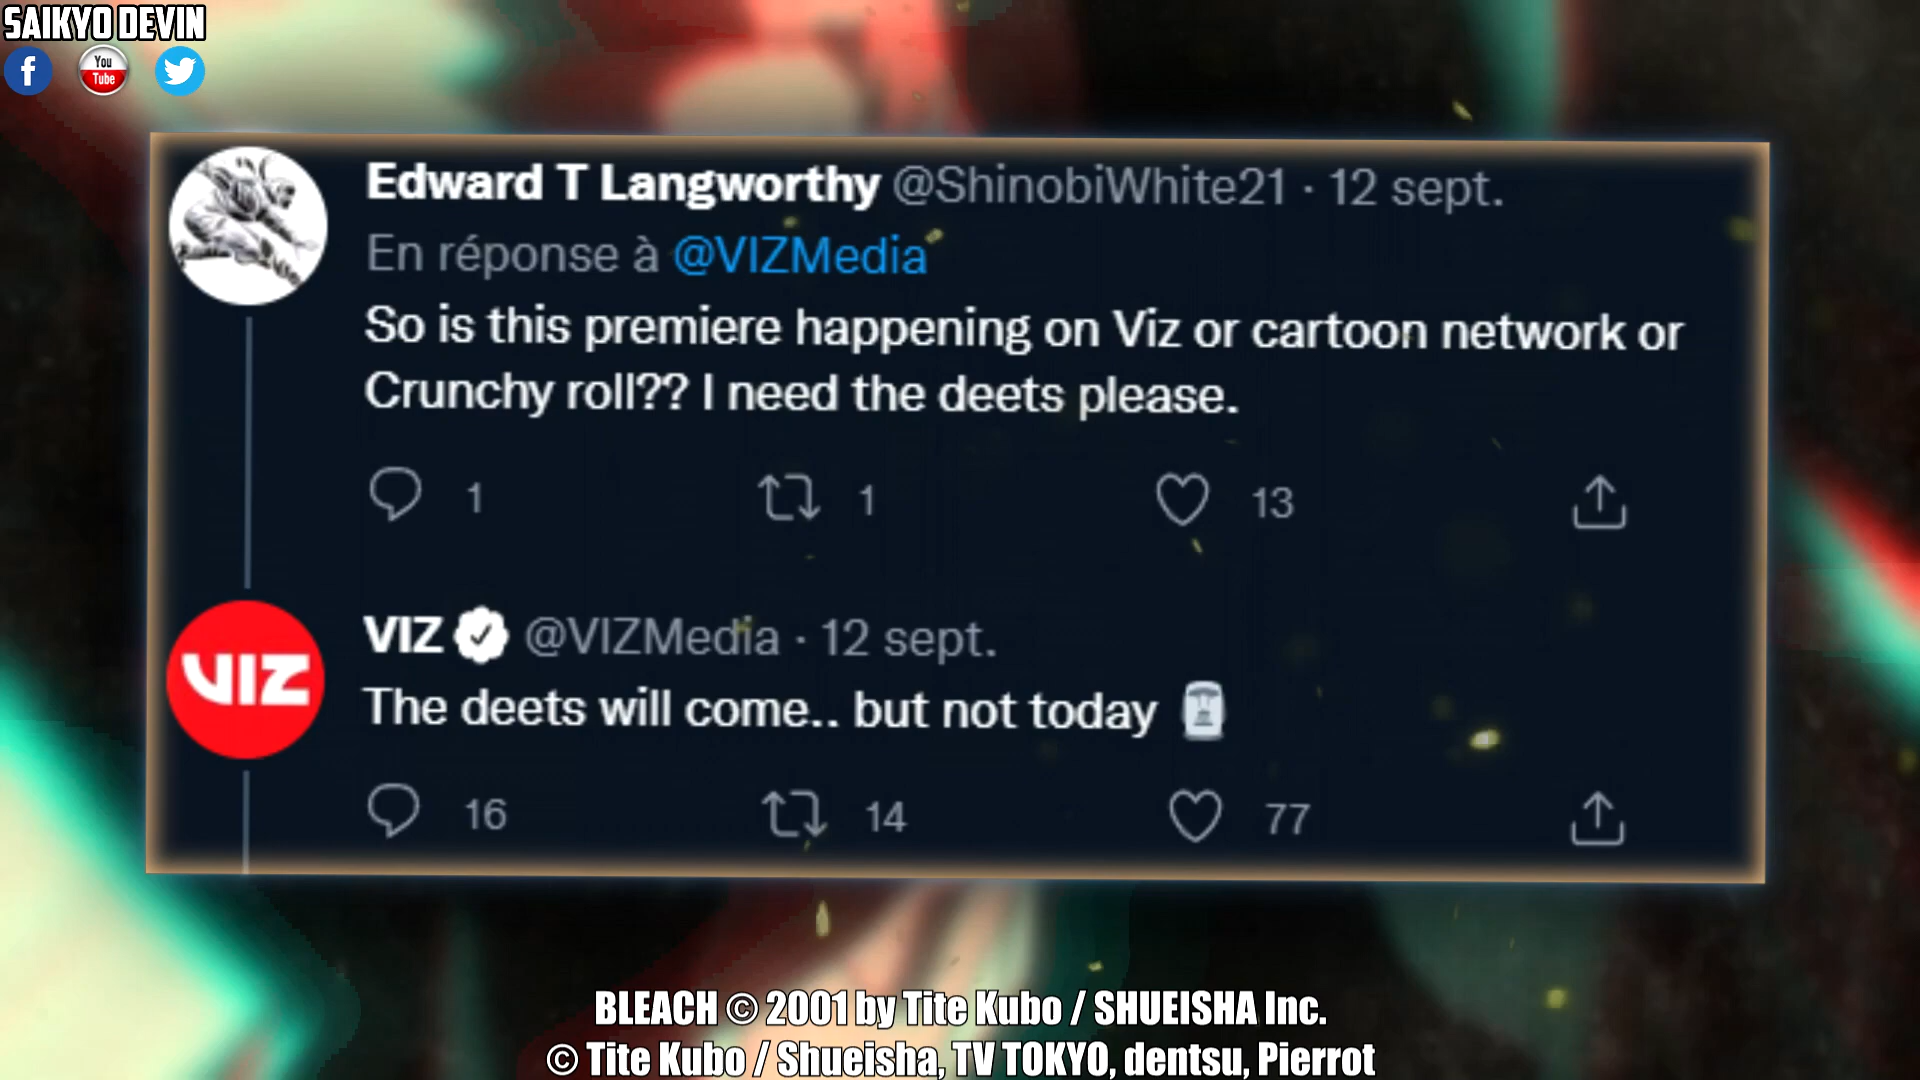 SAIKYO DEVIN
f
You
Tube
Edward T Langworthy @ShinobiWhite21 · 12 sept.
En réponse à @VIZMedia
So is this premiere happening on Viz or cartoon network or
Crunchy roll?? I need the deets please.
1 1 13
VIZ
VIZ @VIZMedia · 12 sept.
The deets will come.. but not today
16 14 77
BLEACH © 2001 by Tite Kubo / SHUEISHA Inc.
© Tite Kubo / Shueisha, TV TOKYO, dentsu, Pierrot